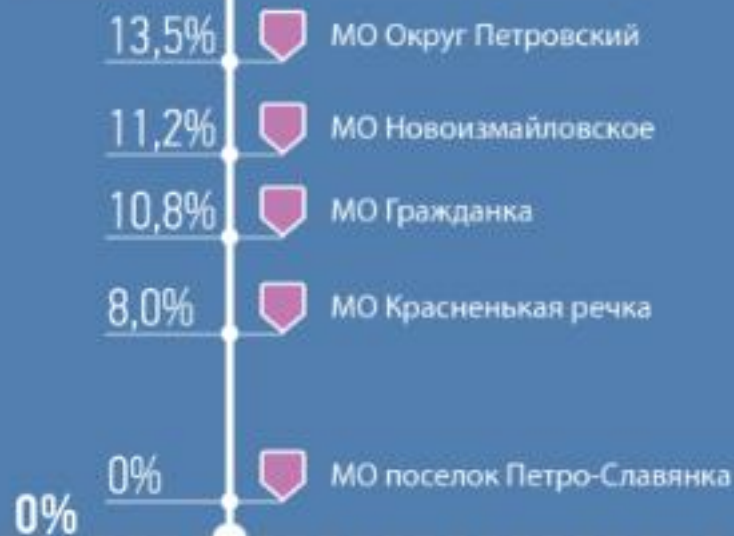 13,5% МО Округ Петровский
11,2% МО Новоизмайловское
10,8% МО Гражданка
8,0% МО Красненькая речка
0% МО поселок Петро-Славянка
0%